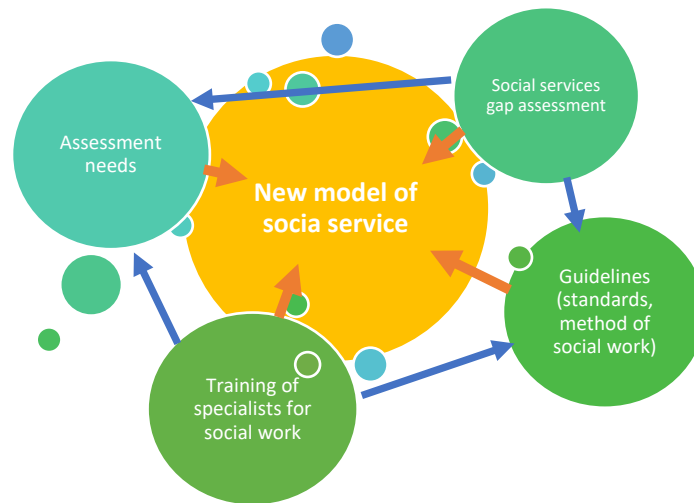 Social services
gap assessment
Assessment
needs
New model of
socia service
Guidelines
(standards,
method of
social work)
Training of
specialists for
social work